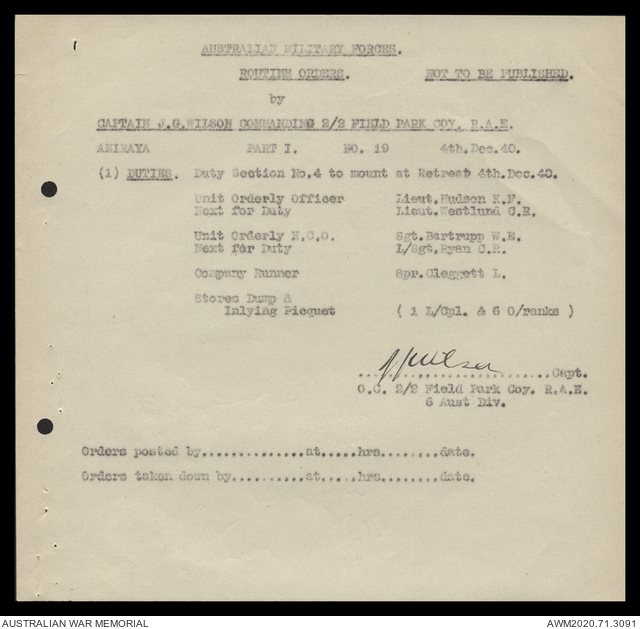 AUSTRALIAN MILITARY FORCES.
ROUTINE ORDERS. NOT TO BE PUBLISHED.
by
CAPTAIN J.G.WILSON COMMANDING 2/2 FIELD PARK COY. R.A.E.
AMIRAYA PART I. NO. 19 4th.Dec.40.
(1) DUTIES. Duty Section No.4 to mount at Retreat 4th.Dec.40.
Unit Orderly Officer Lieut.Hudson K.F.
Next for Duty Lieut.Westlund C.R.
Unit Orderly N.C.O. Sgt.Bartrupp W.E.
Next for Duty L/Sgt.Ryan C.R.
Company Runner Spr.Cleggett L.
Stores Dump &
Inlying Picquet ( 1 L/Cpl. & 6 O/ranks )
JGWilson
..........................Capt.
O.C. 2/2 Field Park Coy. R.A.E.
6 Aust Div.
Orders posted by..............at.....hrs........date.
Orders taken down by..........at.....hrs........date.
AUSTRALIAN WAR MEMORIAL AWM2020.71.3091